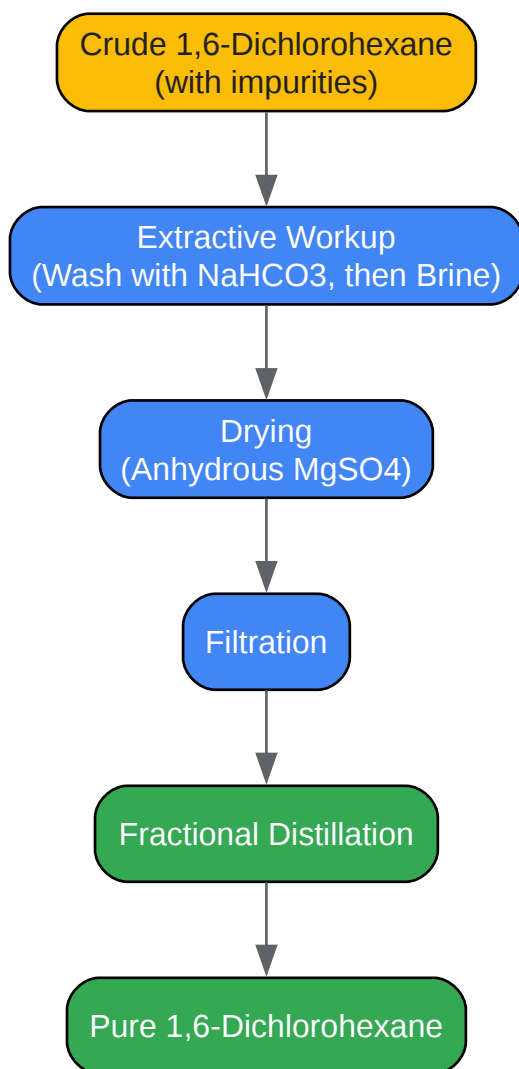 Crude 1,6-Dichlorohexane
(with impurities)
Extractive Workup
(Wash with NaHCO3, then Brine)
Drying
(Anhydrous MgSO4)
Filtration
Fractional Distillation
Pure 1,6-Dichlorohexane